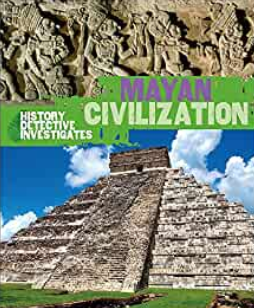 MAYAN
CIVILIZATION
HISTORY
DETECTIVE
INVESTIGATES